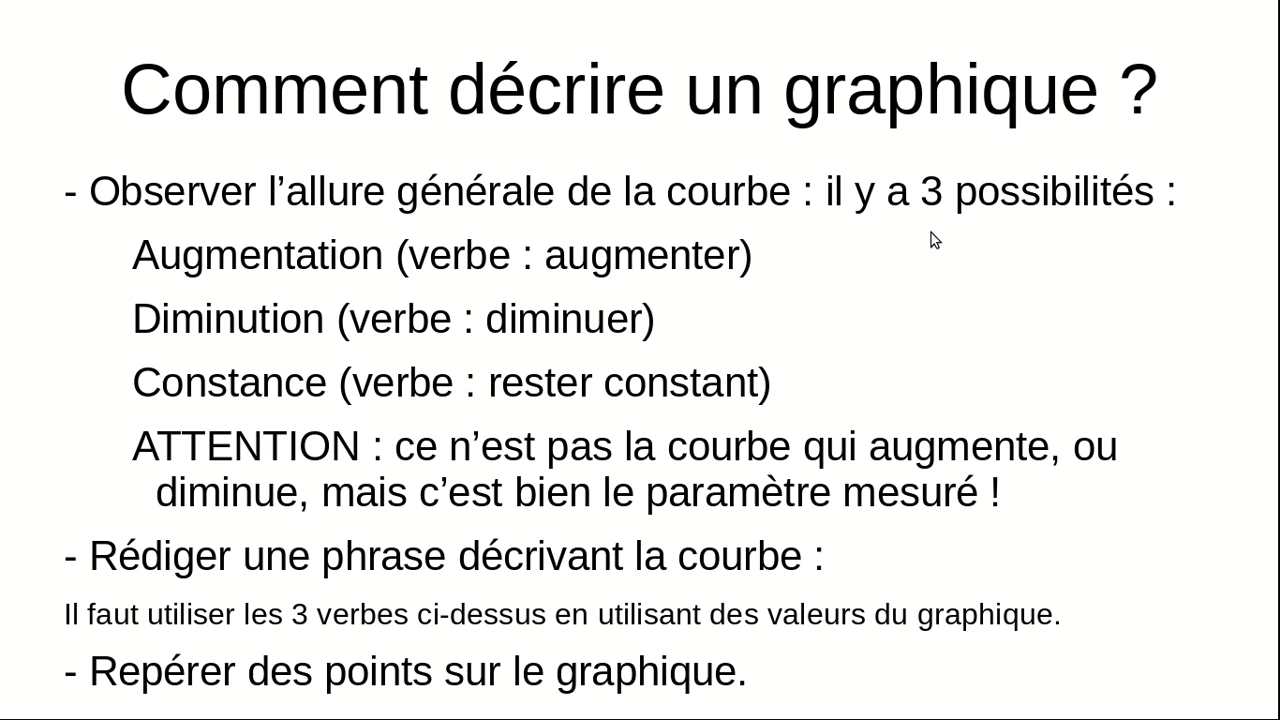 Comment décrire un graphique ?
- Observer l’allure générale de la courbe : il y a 3 possibilités :
Augmentation (verbe : augmenter)
Diminution (verbe : diminuer)
Constance (verbe : rester constant)
ATTENTION : ce n’est pas la courbe qui augmente, ou
diminue, mais c’est bien le paramètre mesuré !
- Rédiger une phrase décrivant la courbe :
Il faut utiliser les 3 verbes ci-dessus en utilisant des valeurs du graphique.
- Repérer des points sur le graphique.